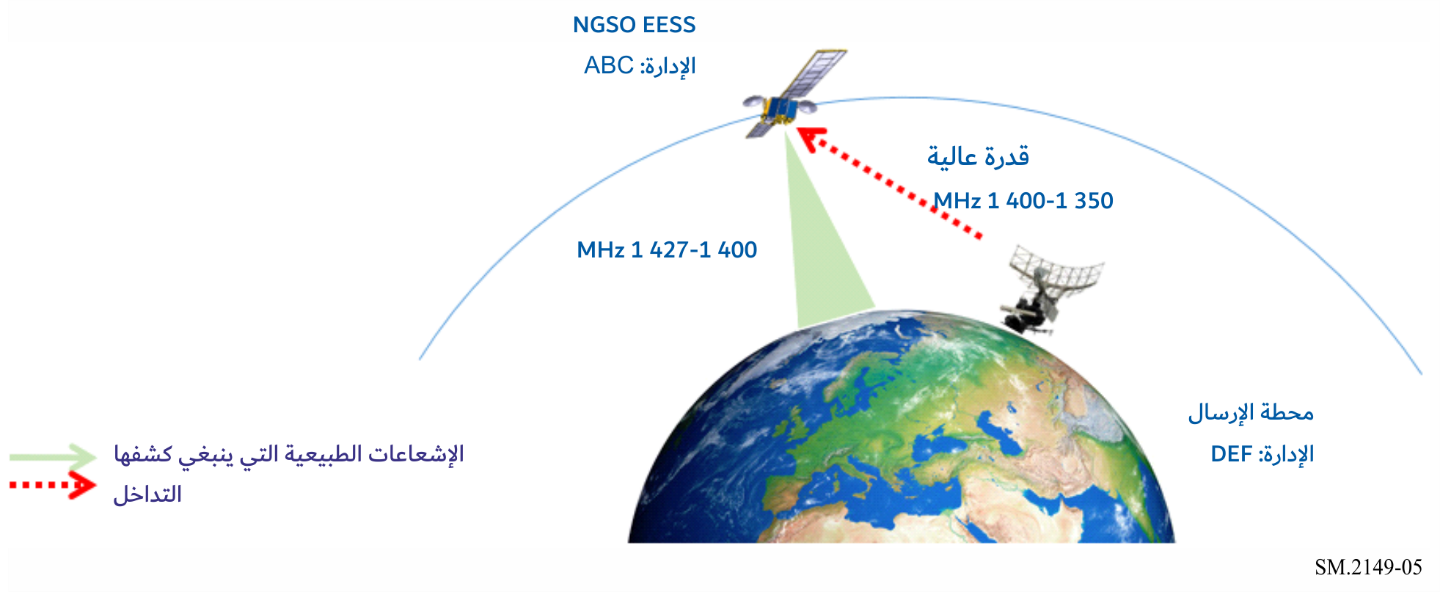 NGSO EESS
الإدارة: ABC
قدرة عالية
MHz 1 400-1 350
MHz 1 427-1 400
محطة الإرسال
الإدارة: DEF
الإشعاعات الطبيعية التي ينبغي كشفها
التداخل
SM.2149-05